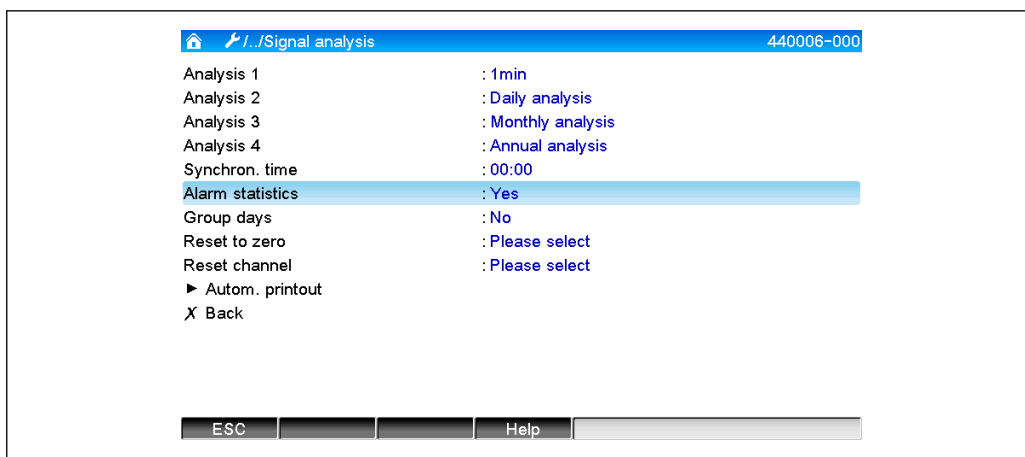 /../Signal analysis 440006-000
Analysis 1 : 1min
Analysis 2 : Daily analysis
Analysis 3 : Monthly analysis
Analysis 4 : Annual analysis
Synchron. time : 00:00
Alarm statistics : Yes
Group days : No
Reset to zero : Please select
Reset channel : Please select
► Autom. printout
X Back
ESC Help